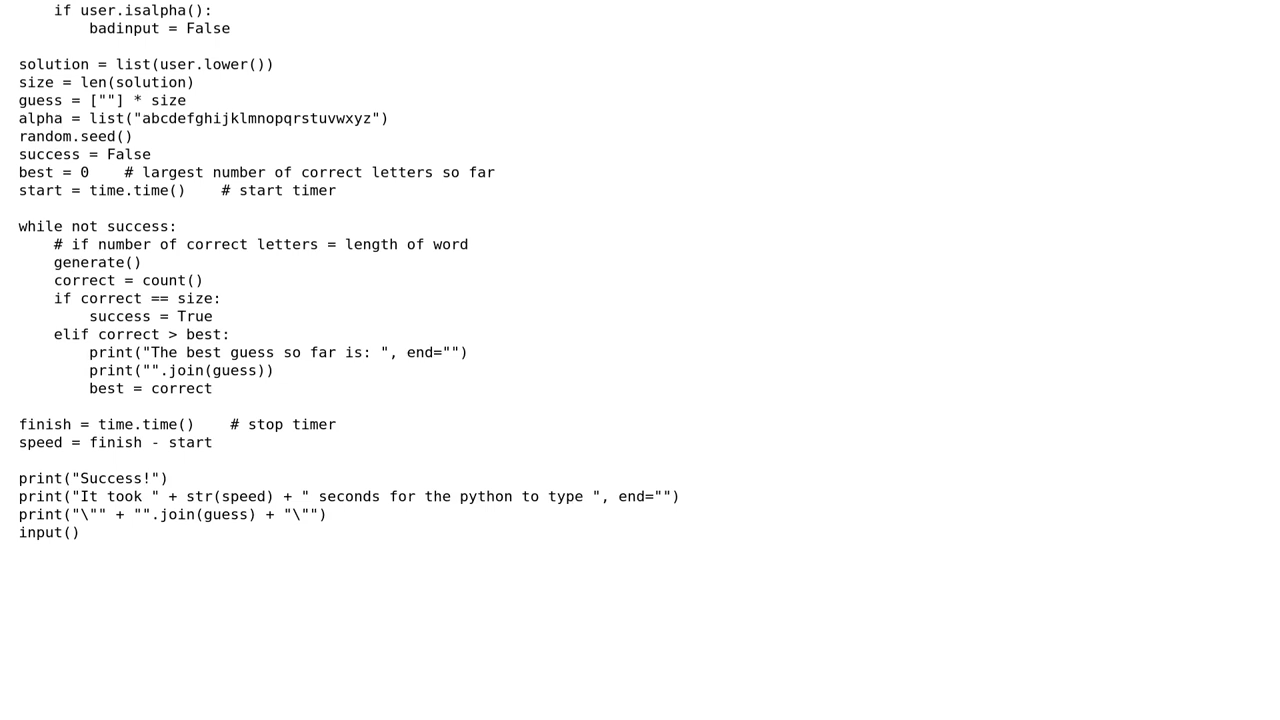 if user.isalpha():
        badinput = False

solution = list(user.lower())
size = len(solution)
guess = [""] * size
alpha = list("abcdefghijklmnopqrstuvwxyz")
random.seed()
success = False
best = 0    # largest number of correct letters so far
start = time.time()    # start timer

while not success:
    # if number of correct letters = length of word
    generate()
    correct = count()
    if correct == size:
        success = True
    elif correct > best:
        print("The best guess so far is: ", end="")
        print("".join(guess))
        best = correct

finish = time.time()    # stop timer
speed = finish - start

print("Success!")
print("It took " + str(speed) + " seconds for the python to type ", end="")
print("\"" + "".join(guess) + "\"")
input()